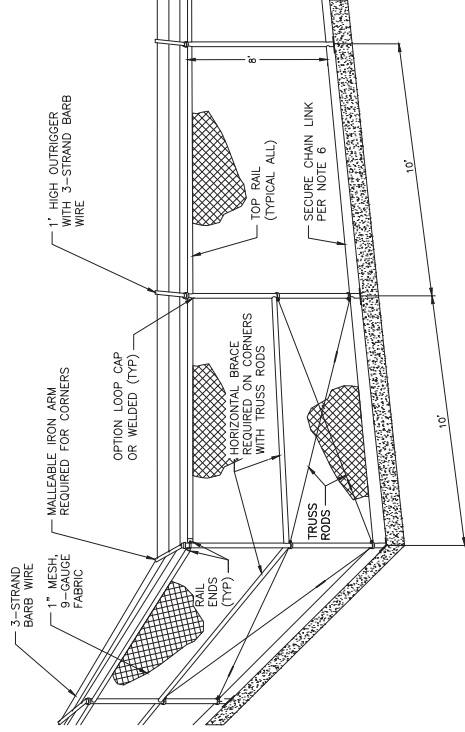 3-STRAND
BARB WIRE
1" MESH,
9-GAUGE
FABRIC
MALLEABLE IRON ARM
REQUIRED FOR CORNERS
1' HIGH OUTRIGGER
WITH 3-STRAND BARB
WIRE
OPTION LOOP CAP
OR WELDED (TYP)
RAIL
ENDS
(TYP)
HORIZONTAL BRACE
REQUIRED ON CORNERS
WITH TRUSS RODS
TRUSS
RODS
TOP RAIL
(TYPICAL ALL)
SECURE CHAIN LINK
PER NOTE 6
8'
10'
10'